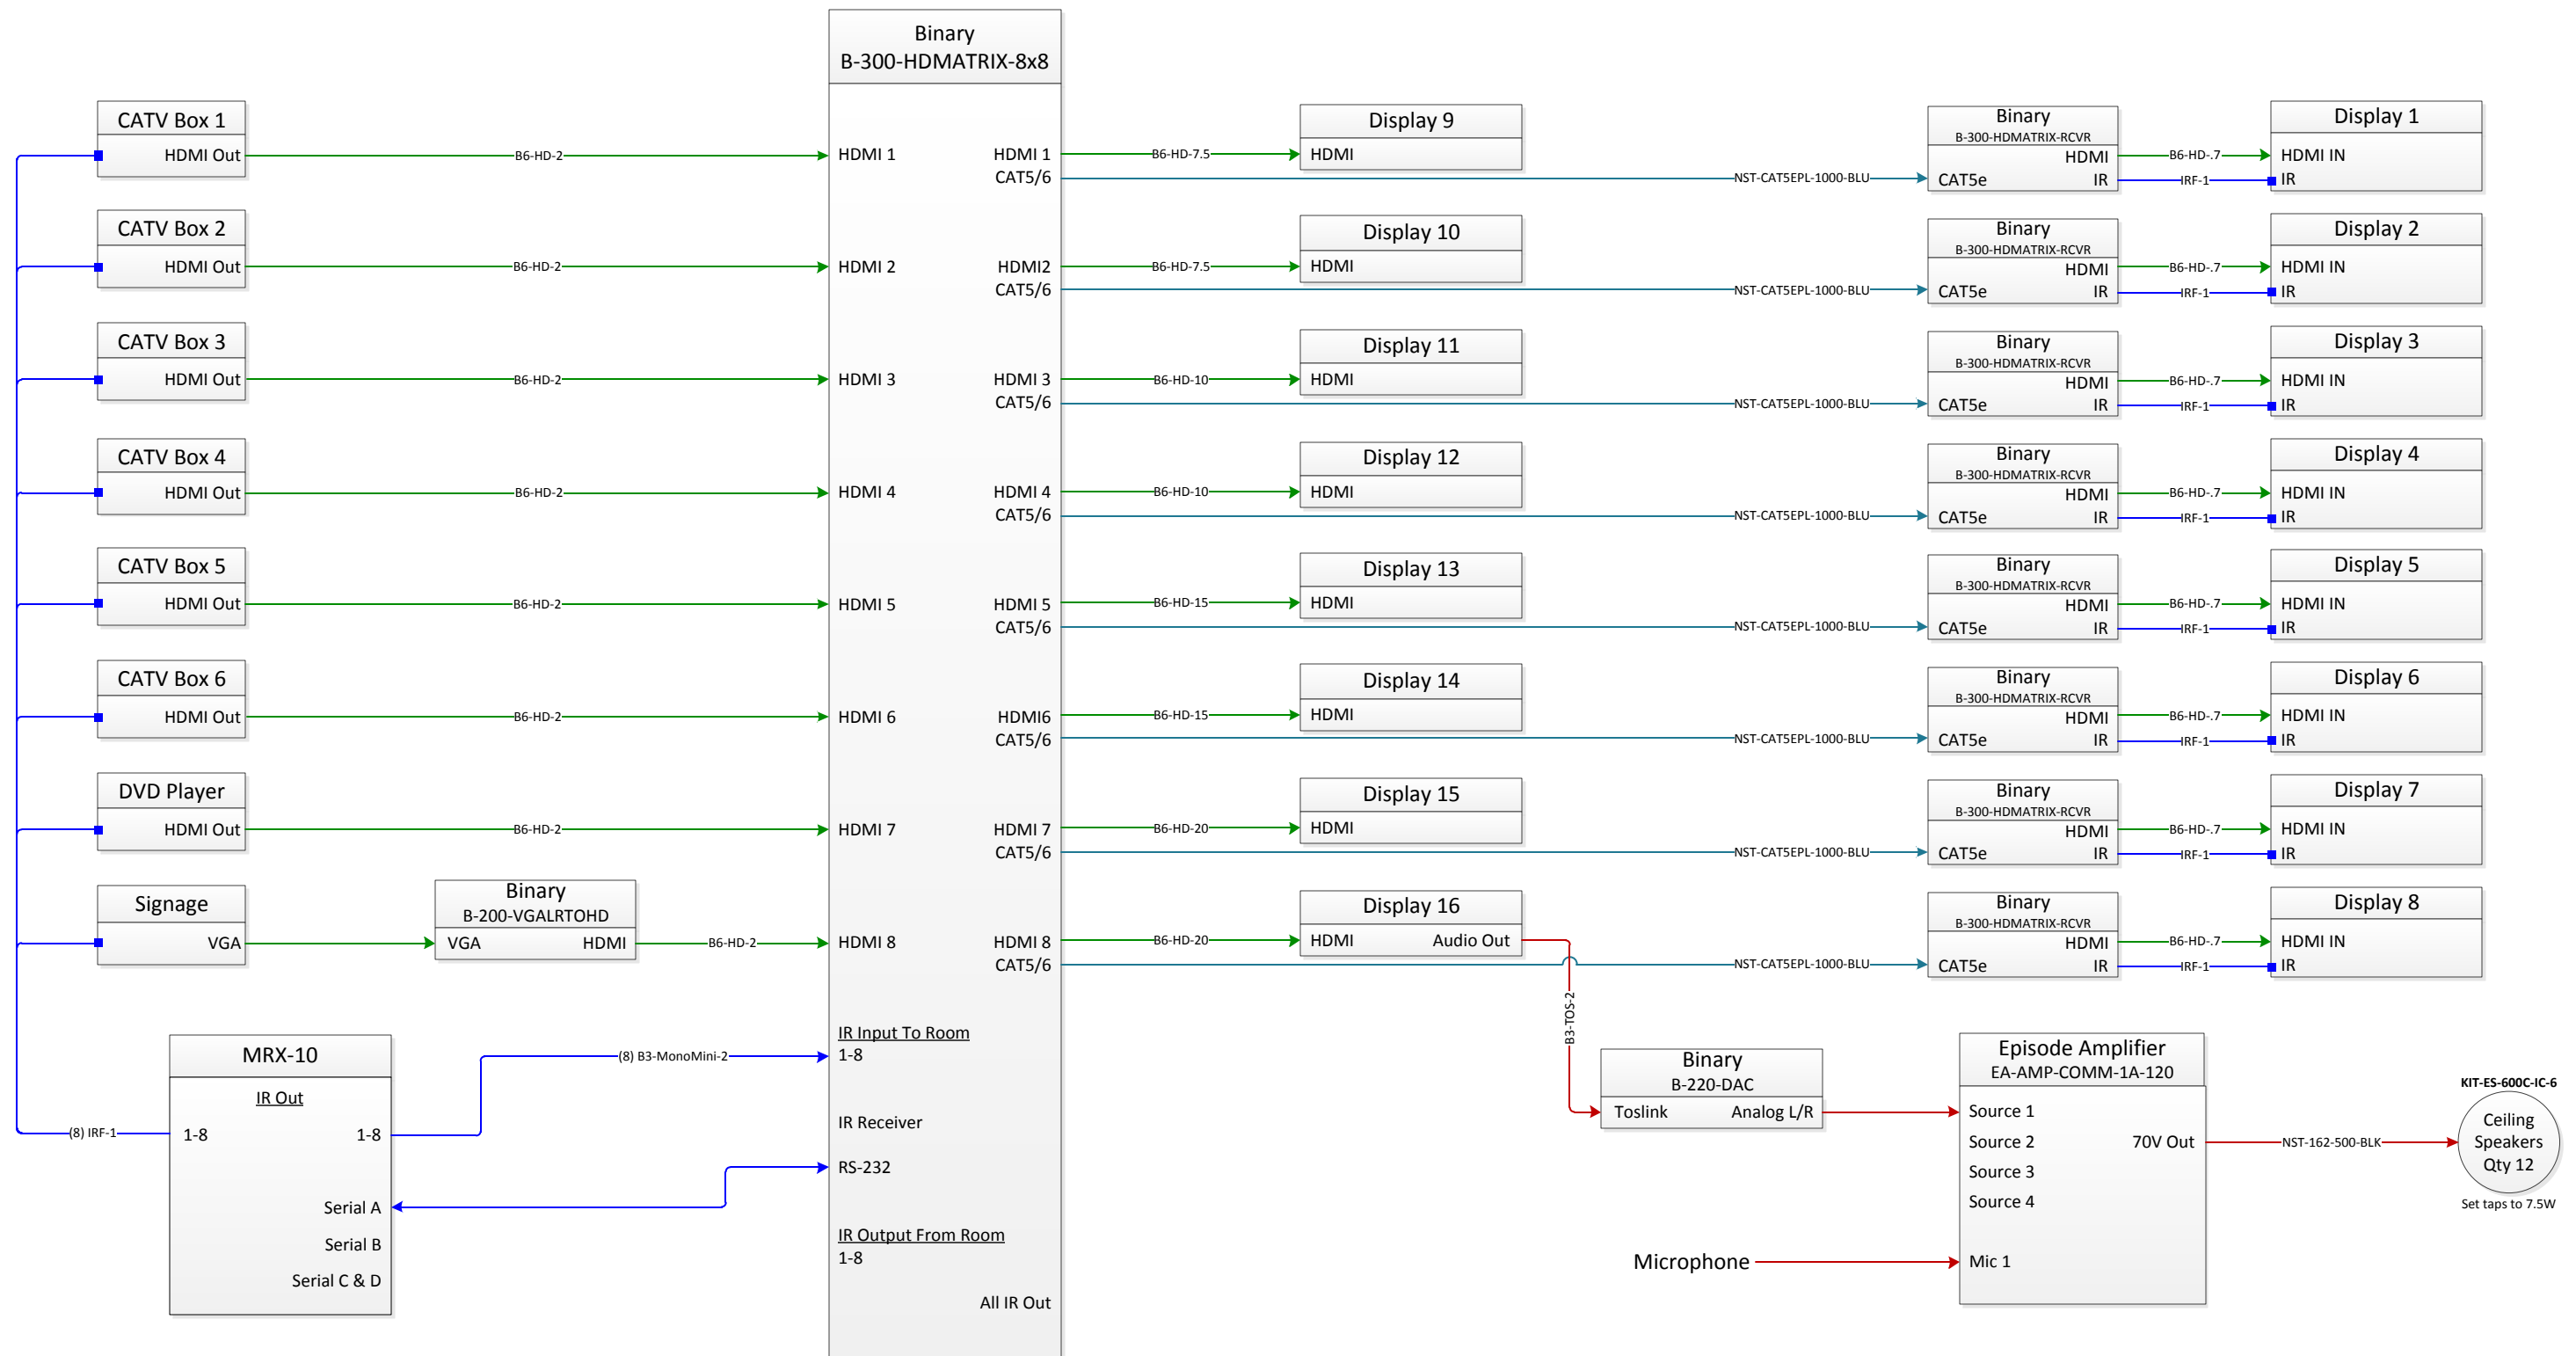 Binary
B-300-HDMATRIX-8x8
CATV Box 1
HDMI Out
B6-HD-2
HDMI 1
HDMI 1
CAT5/6
B6-HD-7.5
Display 9
HDMI
NST-CAT5EPL-1000-BLU
Binary
B-300-HDMATRIX-RCVR
HDMI
CAT5e
IR
B6-HD-.7
IRF-1
Display 1
HDMI IN
IR
CATV Box 2
HDMI Out
B6-HD-2
HDMI 2
HDMI2
CAT5/6
B6-HD-7.5
Display 10
HDMI
NST-CAT5EPL-1000-BLU
Binary
B-300-HDMATRIX-RCVR
HDMI
CAT5e
IR
B6-HD-.7
IRF-1
Display 2
HDMI IN
IR
CATV Box 3
HDMI Out
B6-HD-2
HDMI 3
HDMI 3
CAT5/6
B6-HD-10
Display 11
HDMI
NST-CAT5EPL-1000-BLU
Binary
B-300-HDMATRIX-RCVR
HDMI
CAT5e
IR
B6-HD-.7
IRF-1
Display 3
HDMI IN
IR
CATV Box 4
HDMI Out
B6-HD-2
HDMI 4
HDMI 4
CAT5/6
B6-HD-10
Display 12
HDMI
NST-CAT5EPL-1000-BLU
Binary
B-300-HDMATRIX-RCVR
HDMI
CAT5e
IR
B6-HD-.7
IRF-1
Display 4
HDMI IN
IR
CATV Box 5
HDMI Out
B6-HD-2
HDMI 5
HDMI 5
CAT5/6
B6-HD-15
Display 13
HDMI
NST-CAT5EPL-1000-BLU
Binary
B-300-HDMATRIX-RCVR
HDMI
CAT5e
IR
B6-HD-.7
IRF-1
Display 5
HDMI IN
IR
CATV Box 6
HDMI Out
B6-HD-2
HDMI 6
HDMI6
CAT5/6
B6-HD-15
Display 14
HDMI
NST-CAT5EPL-1000-BLU
Binary
B-300-HDMATRIX-RCVR
HDMI
CAT5e
IR
B6-HD-.7
IRF-1
Display 6
HDMI IN
IR
DVD Player
HDMI Out
B6-HD-2
HDMI 7
HDMI 7
CAT5/6
B6-HD-20
Display 15
HDMI
NST-CAT5EPL-1000-BLU
Binary
B-300-HDMATRIX-RCVR
HDMI
CAT5e
IR
B6-HD-.7
IRF-1
Display 7
HDMI IN
IR
Signage
VGA
Binary
B-200-VGALRTOHD
VGA
HDMI
B6-HD-2
HDMI 8
HDMI 8
CAT5/6
B6-HD-20
Display 16
HDMI
Audio Out
NST-CAT5EPL-1000-BLU
Binary
B-300-HDMATRIX-RCVR
HDMI
CAT5e
IR
B6-HD-.7
IRF-1
Display 8
HDMI IN
IR
MRX-10
IR Out
1-8
1-8
(8) IRF-1
Serial A
Serial B
Serial C & D
(8) B3-MonoMini-2
IR Input To Room
1-8
IR Receiver
RS-232
IR Output From Room
1-8
All IR Out
B3-TOS-2
Binary
B-220-DAC
Toslink
Analog L/R
Episode Amplifier
EA-AMP-COMM-1A-120
Source 1
Source 2
70V Out
Source 3
Source 4
Mic 1
Microphone
NST-162-500-BLK
KIT-ES-600C-IC-6
Ceiling
Speakers
Qty 12
Set taps to 7.5W